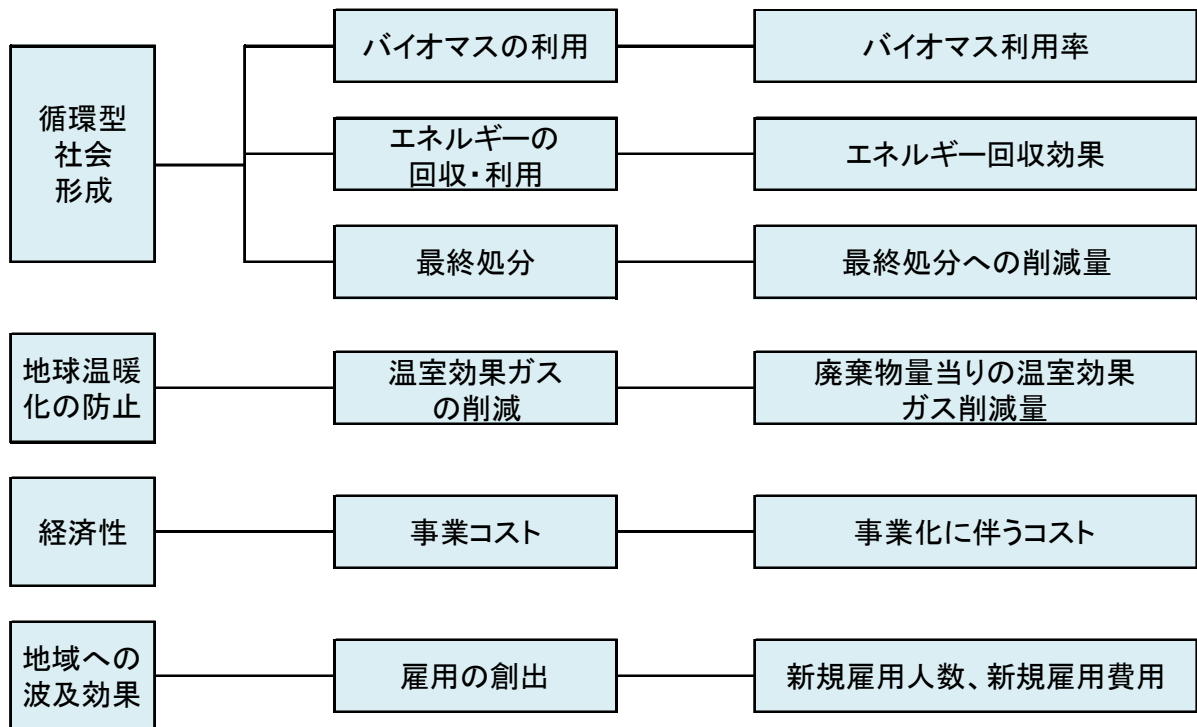 循環型
社会
形成
バイオマスの利用
バイオマス利用率
エネルギーの
回収・利用
エネルギー回収効果
最終処分
最終処分への削減量
地球温暖
化の防止
温室効果ガス
の削減
廃棄物量当りの温室効果
ガス削減量
経済性
事業コスト
事業化に伴うコスト
地域への
波及効果
雇用の創出
新規雇用人数、新規雇用費用